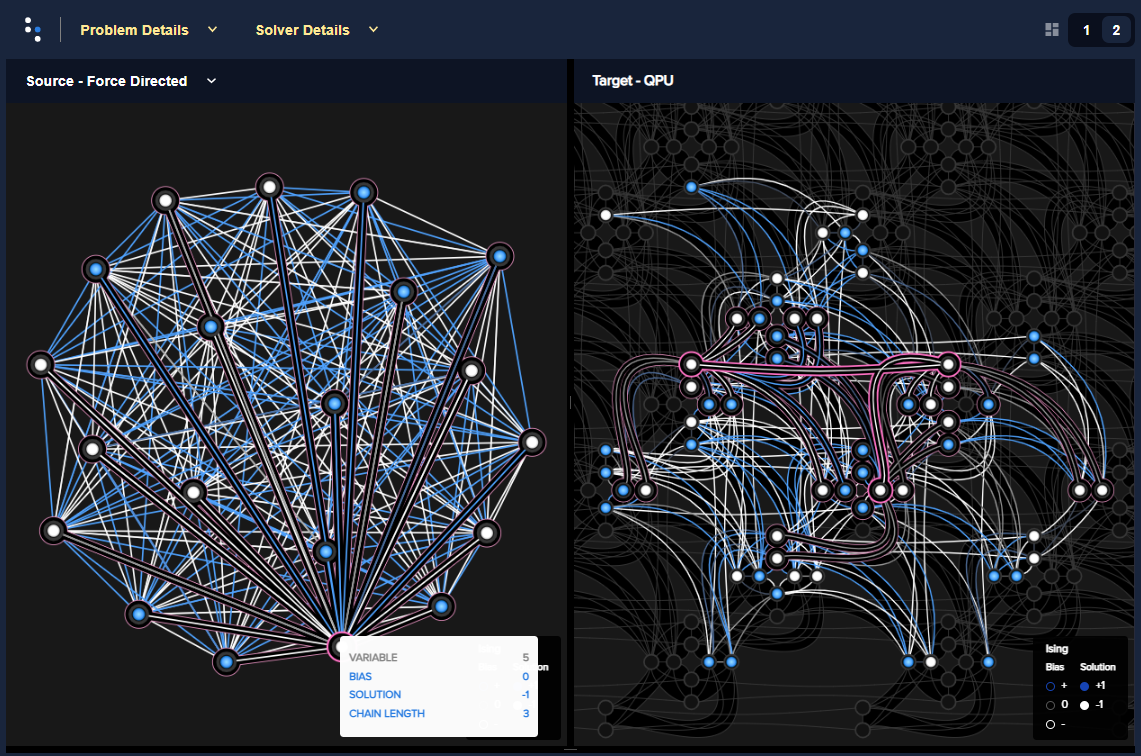 Problem Details Solver Details 1 2
Source - Force Directed
Target - QPU
VARIABLE 5
BIAS 0
SOLUTION -1
CHAIN LENGTH 3
Ising
Bias Solution
+ +1
0 -1
-